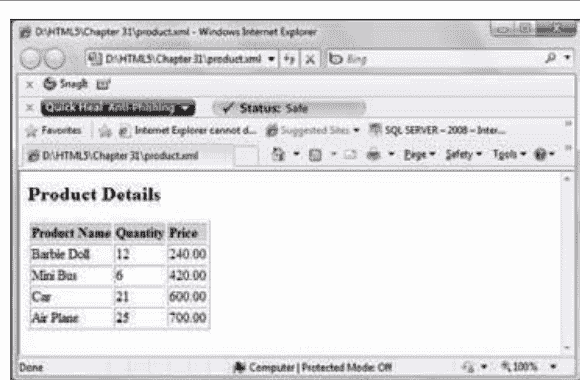 D:\HTML5\Chapter 31\product.xml - Windows Internet Explorer
D:\HTML5\Chapter 31\product.xml
Bing
x SnagIt
x Quick Heal Anti-Phishing Status: Safe
Favorites Internet Explorer cannot d... Suggested Sites SQL SERVER – 2008 – Inter...
D:\HTML5\Chapter 31\product.xml Page Safety Tools
Product Details
Product Name Quantity Price
Barbie Doll 12 240.00
Mini Bus 6 420.00
Car 21 600.00
Air Plane 25 700.00
Done Computer | Protected Mode: Off 100%